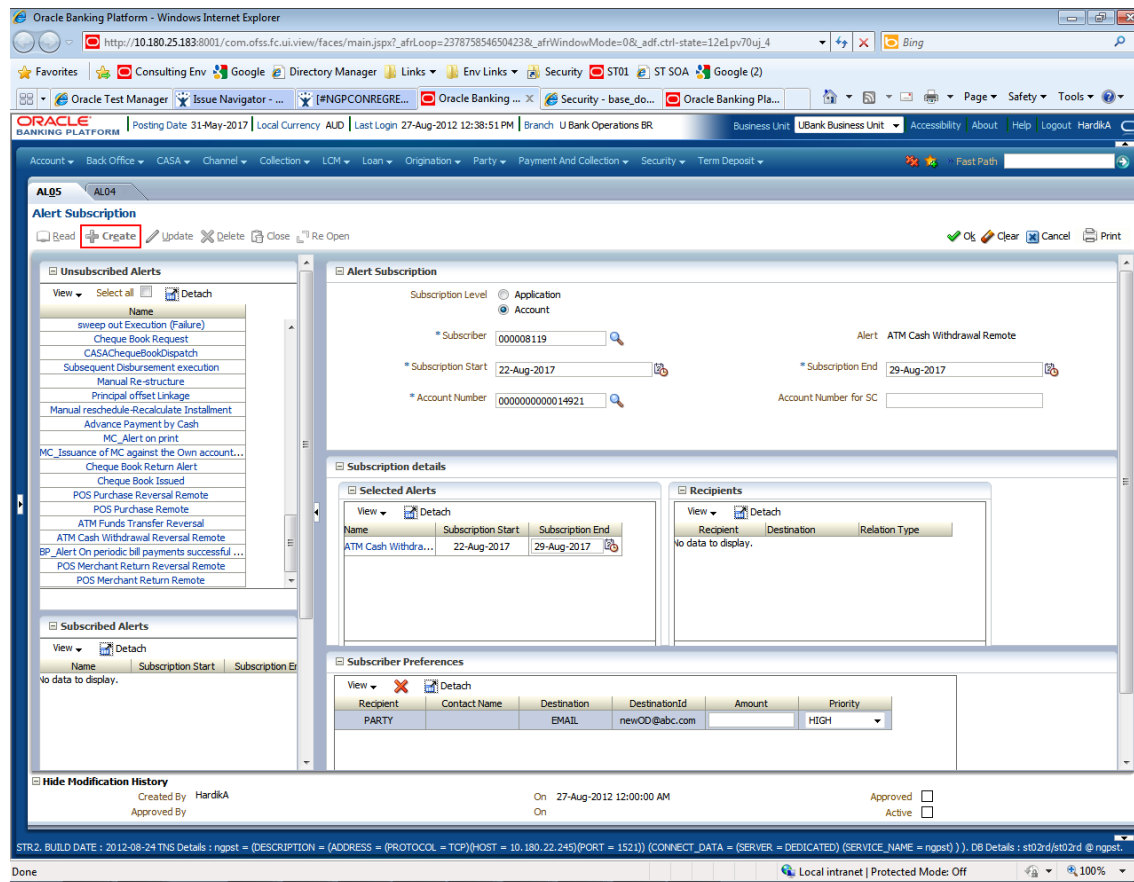 Oracle Banking Platform - Windows Internet Explorer
http://10.180.25.183:8001/com.ofss.fc.ui.view/faces/main.jspx?_afrLoop=237875854650423&_afrWindowMode=0&_adf.ctrl-state=12e1pv70uj_4
Bing
Favorites Consulting Env Google Directory Manager Links Env Links Security ST01 ST SOA Google (2)
Oracle Test Manager Issue Navigator - ... [#NGPCONREGRE... Oracle Banking ... X Security - base_do... Oracle Banking Pla... Page Safety Tools
ORACLE BANKING PLATFORM Posting Date 31-May-2017 Local Currency AUD Last Login 27-Aug-2012 12:38:51 PM Branch U Bank Operations BR Business Unit UBank Business Unit Accessibility About Help Logout HardikA
Account Back Office CASA Channel Collection LCM Loan Origination Party Payment And Collection Security Term Deposit Fast Path
AL05 AL04
Alert Subscription
Read Create Update Delete Close Re Open Ok Clear Cancel Print
Unsubscribed Alerts
View Select all Detach
Name
sweep out Execution (Failure)
Cheque Book Request
CASAChequeBookDispatch
Subsequent Disbursement execution
Manual Re-structure
Principal offset Linkage
Manual reschedule-Recalculate Installment
Advance Payment by Cash
MC_Alert on print
MC_Issuance of MC against the Own account...
Cheque Book Return Alert
Cheque Book Issued
POS Purchase Reversal Remote
POS Purchase Remote
ATM Funds Transfer Reversal
ATM Cash Withdrawal Reversal Remote
BP_Alert On periodic bill payments successful ...
POS Merchant Return Reversal Remote
POS Merchant Return Remote
Subscribed Alerts
View Detach
Name Subscription Start Subscription En
No data to display.
Alert Subscription
Subscription Level Application
Account
* Subscriber 000008119 Alert ATM Cash Withdrawal Remote
* Subscription Start 22-Aug-2017 * Subscription End 29-Aug-2017
* Account Number 0000000000014921 Account Number for SC
Subscription details
Selected Alerts
View Detach
Name Subscription Start Subscription End
ATM Cash Withdra... 22-Aug-2017 29-Aug-2017
Recipients
View Detach
Recipient Destination Relation Type
No data to display.
Subscriber Preferences
View Detach
Recipient Contact Name Destination DestinationId Amount Priority
PARTY EMAIL newOD@abc.com HIGH
Hide Modification History
Created By HardikA On 27-Aug-2012 12:00:00 AM Approved
Approved By On Active
STR2. BUILD DATE : 2012-08-24 TNS Details : ngpst = (DESCRIPTION = (ADDRESS = (PROTOCOL = TCP)(HOST = 10.180.22.245)(PORT = 1521)) (CONNECT_DATA = (SERVER = DEDICATED) (SERVICE_NAME = ngpst) ) ). DB Details : st02rd/st02rd @ ngpst.
Done Local intranet | Protected Mode: Off 100%